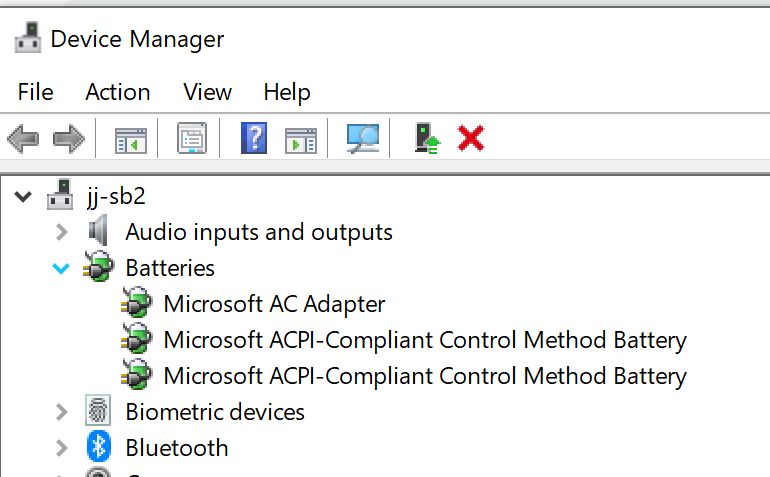 Device Manager
File Action View Help
jj-sb2
Audio inputs and outputs
Batteries
Microsoft AC Adapter
Microsoft ACPI-Compliant Control Method Battery
Microsoft ACPI-Compliant Control Method Battery
Biometric devices
Bluetooth